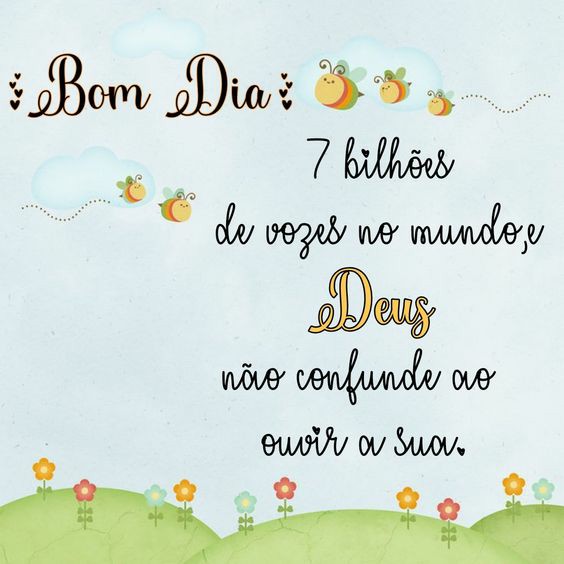 Bom Dia
7 bilhões
de vozes no mundo,e
Deus
não confunde ao
ouvir a sua.